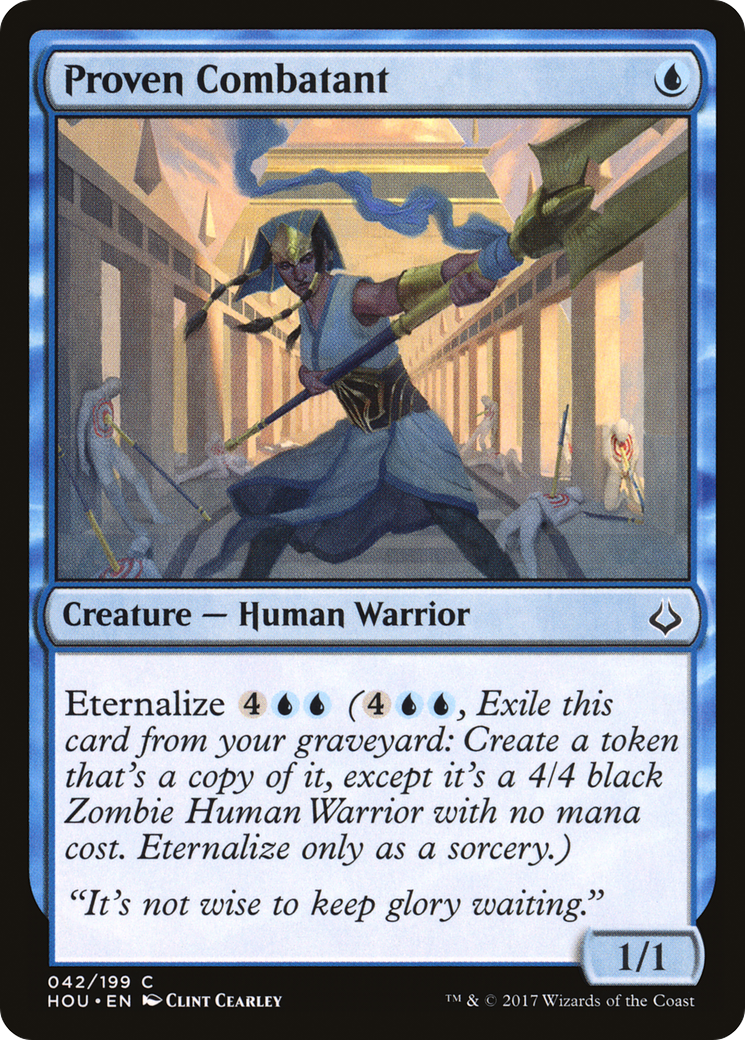 Proven Combatant
Creature — Human Warrior
Eternalize 4 (4, Exile this
card from your graveyard: Create a token
that's a copy of it, except it's a 4/4 black
Zombie Human Warrior with no mana
cost. Eternalize only as a sorcery.)
“It's not wise to keep glory waiting.”
1/1
042/199 C
HOU • EN Clint Cearley
™ & © 2017 Wizards of the Coast